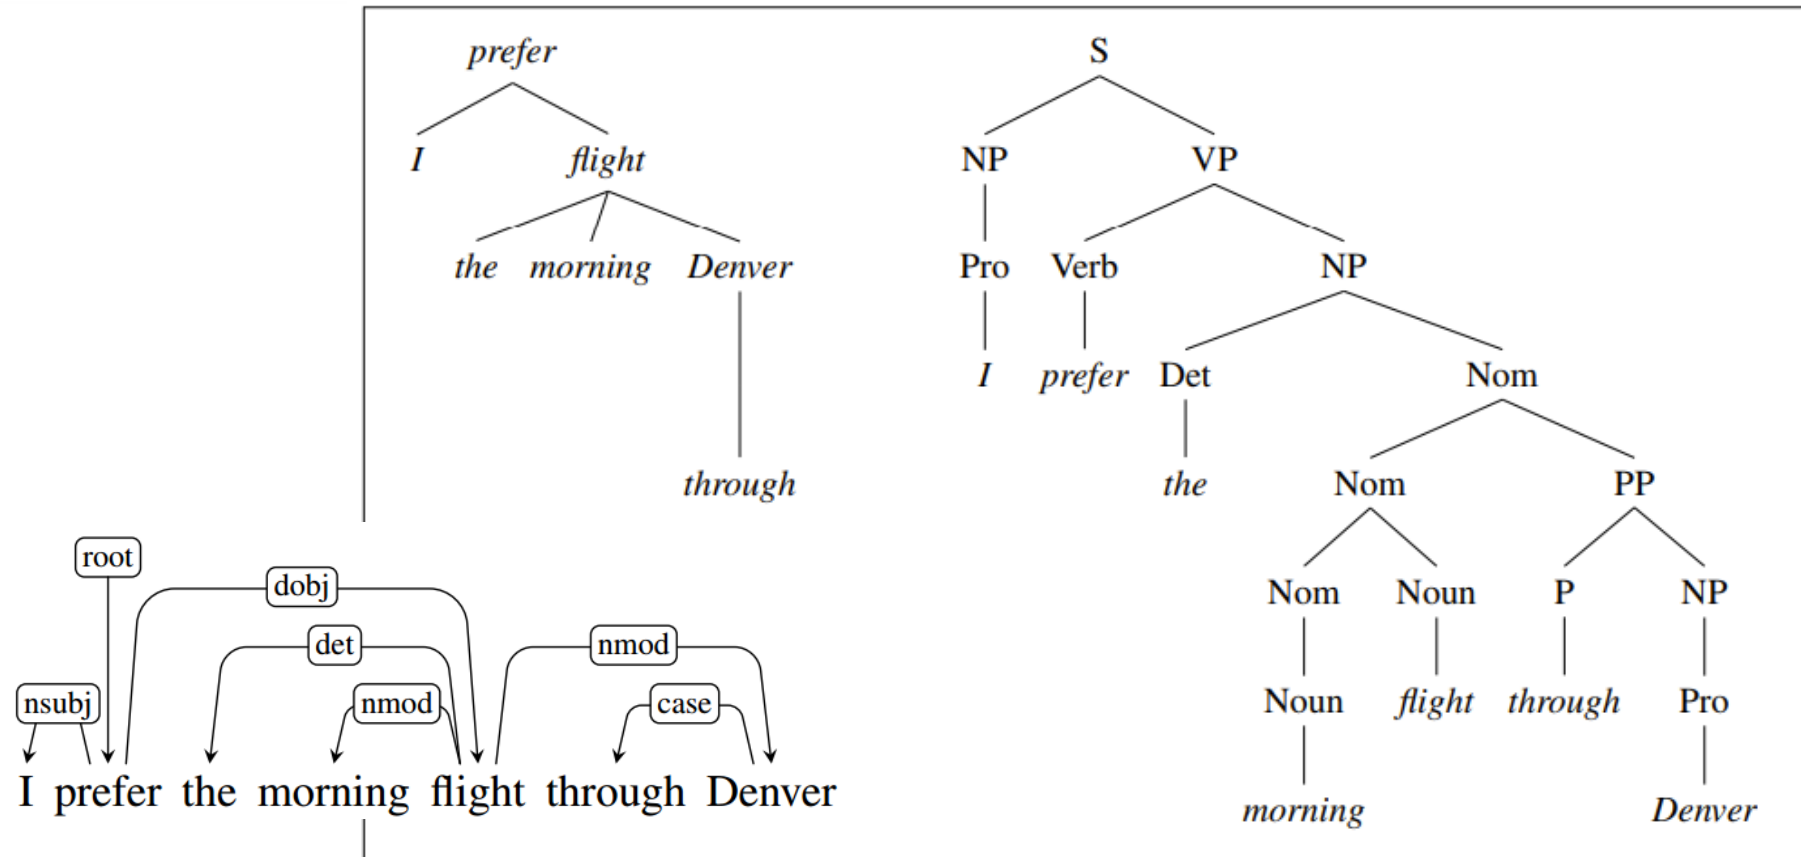 prefer
I flight
the morning Denver
through
S
NP VP
Pro Verb NP
I prefer Det Nom
the Nom PP
Nom Noun P NP
Noun flight through Pro
morning Denver
root
dobj
det nmod
nsubj nmod case
I prefer the morning flight through Denver